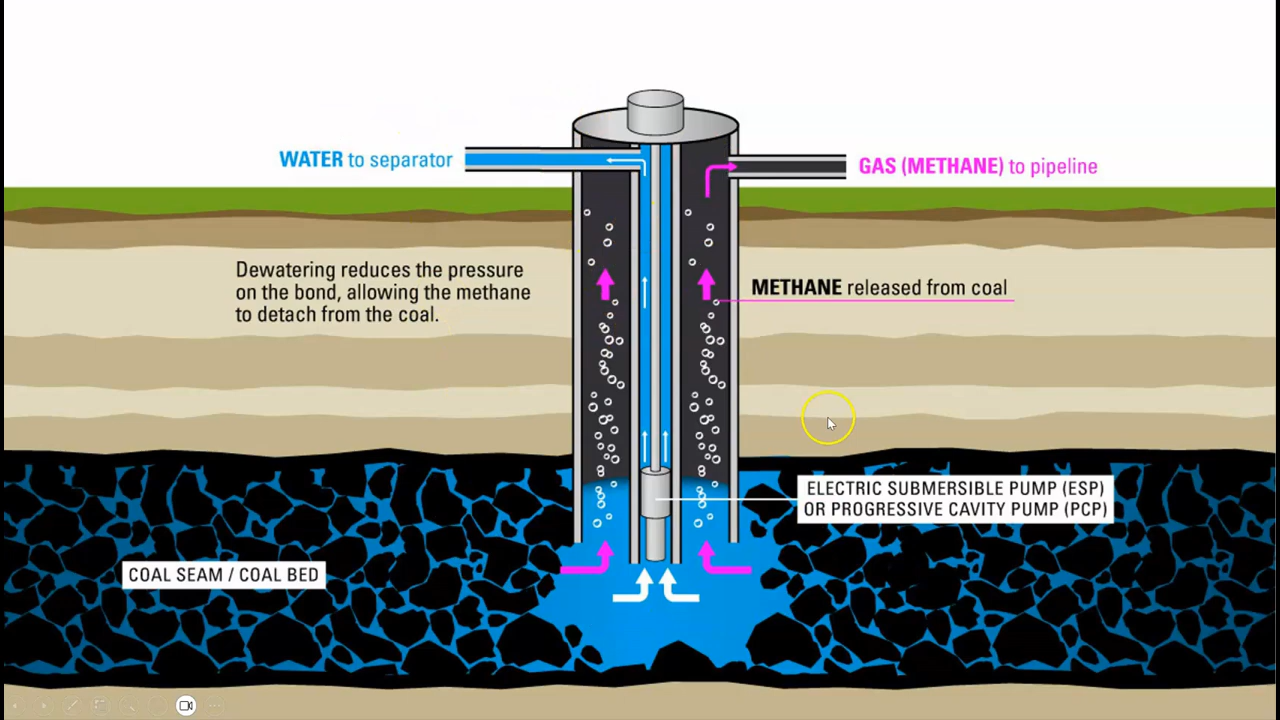 WATER to separator
GAS (METHANE) to pipeline
Dewatering reduces the pressure
on the bond, allowing the methane
to detach from the coal.
METHANE released from coal
ELECTRIC SUBMERSIBLE PUMP (ESP)
OR PROGRESSIVE CAVITY PUMP (PCP)
COAL SEAM / COAL BED